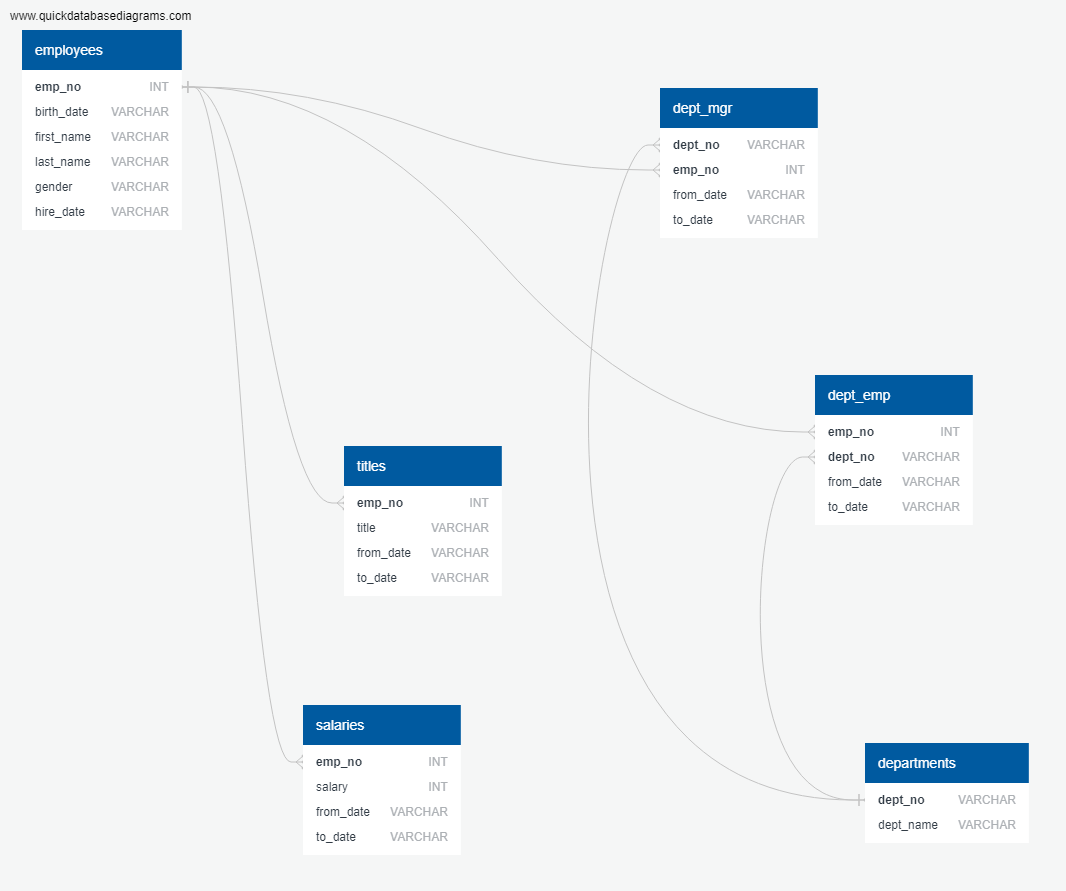 www.quickdatabasediagrams.com
employees
emp_no INT
birth_date VARCHAR
first_name VARCHAR
last_name VARCHAR
gender VARCHAR
hire_date VARCHAR
dept_mgr
dept_no VARCHAR
emp_no INT
from_date VARCHAR
to_date VARCHAR
dept_emp
emp_no INT
dept_no VARCHAR
from_date VARCHAR
to_date VARCHAR
titles
emp_no INT
title VARCHAR
from_date VARCHAR
to_date VARCHAR
salaries
emp_no INT
salary INT
from_date VARCHAR
to_date VARCHAR
departments
dept_no VARCHAR
dept_name VARCHAR